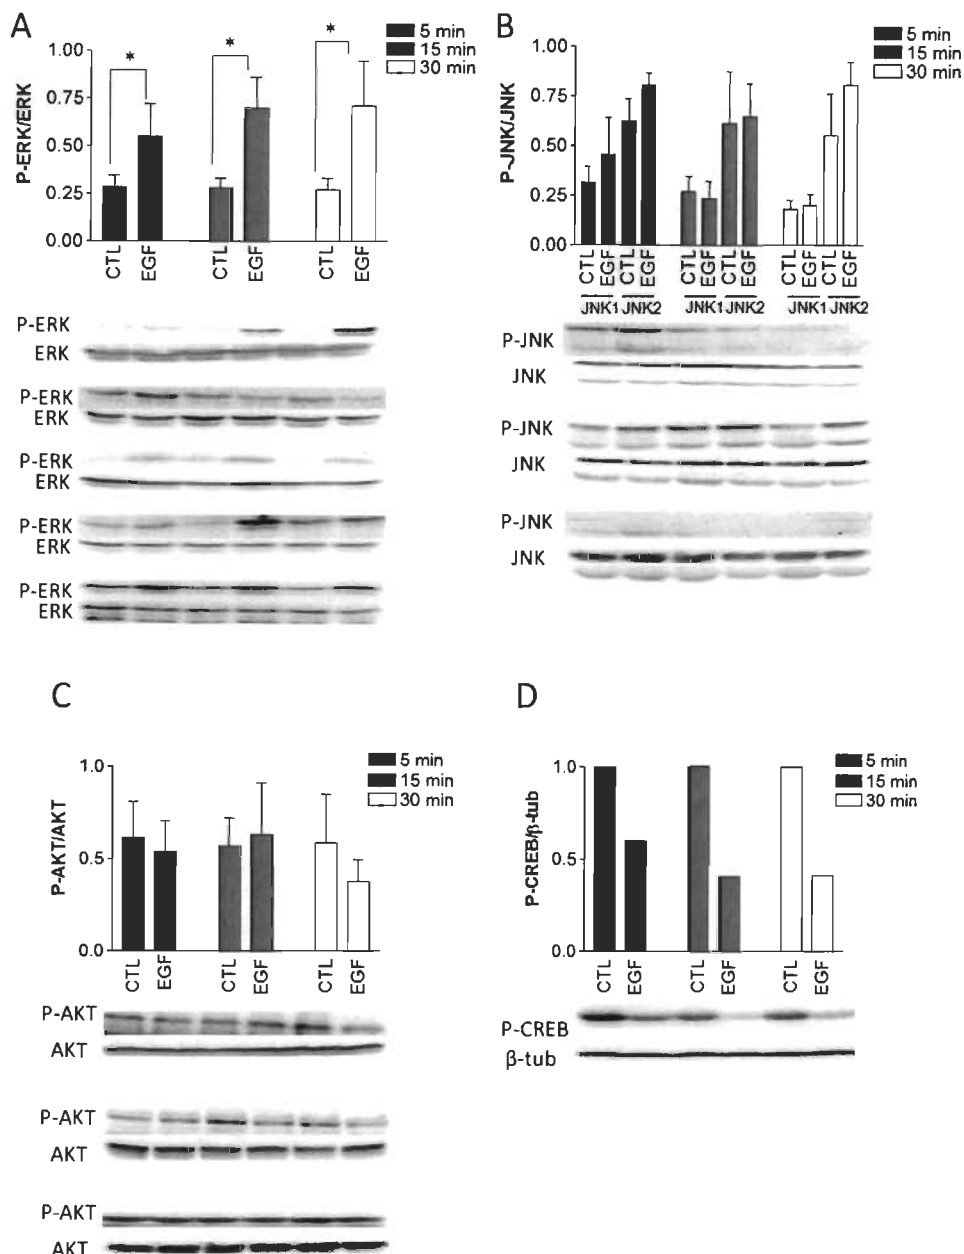 A
5 min
15 min
30 min
P-ERK/ERK
1.00
0.75
0.50
0.25
0.00
*
*
*
CTL
EGF
CTL
EGF
CTL
EGF
P-ERK
ERK
P-ERK
ERK
P-ERK
ERK
P-ERK
ERK
P-ERK
ERK
B
5 min
15 min
30 min
P-JNK/JNK
1.00
0.75
0.50
0.25
0.00
CTL
EGF
CTL
EGF
CTL
EGF
CTL
EGF
CTL
EGF
CTL
EGF
JNK1 JNK2 JNK1 JNK2 JNK1 JNK2
P-JNK
JNK
P-JNK
JNK
P-JNK
JNK
C
5 min
15 min
30 min
P-AKT/AKT
1.0
0.5
0.0
CTL
EGF
CTL
EGF
CTL
EGF
P-AKT
AKT
P-AKT
AKT
P-AKT
AKT
D
5 min
15 min
30 min
P-CREB/β-tub
1.0
0.5
0.0
CTL
EGF
CTL
EGF
CTL
EGF
P-CREB
β-tub